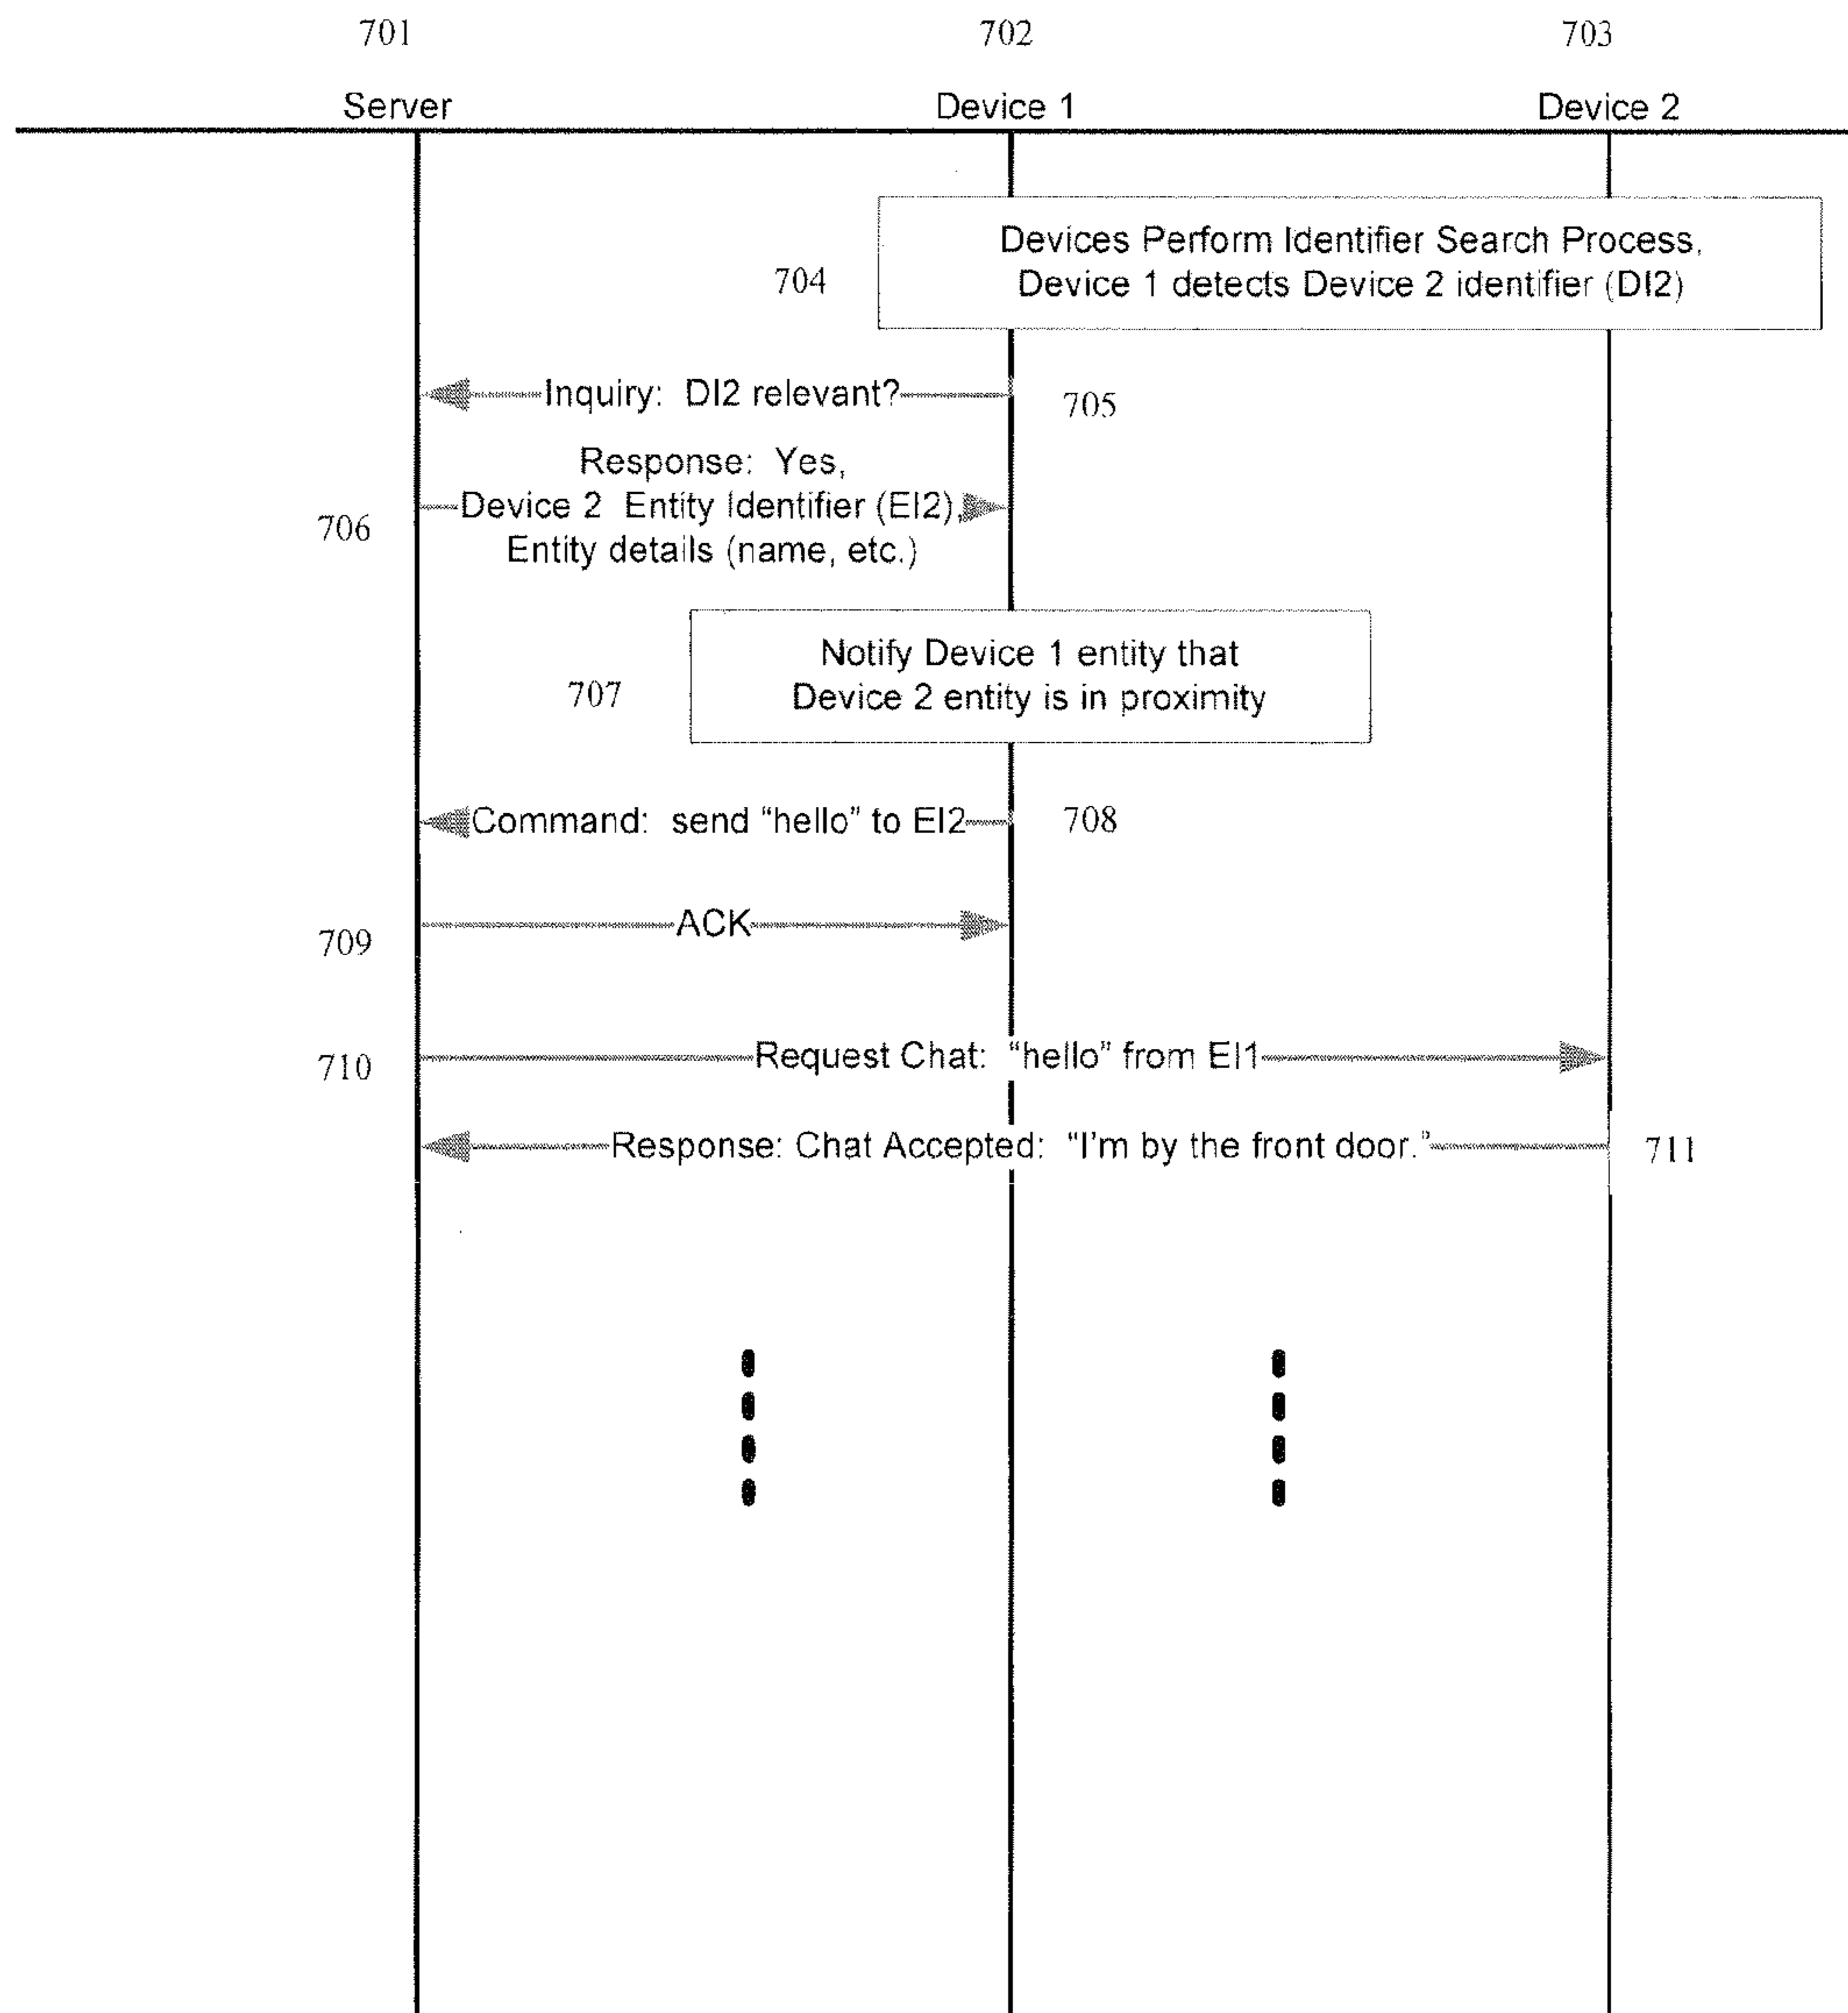 701
702
703
Server
Device 1
Device 2
Devices Perform Identifier Search Process,
Device 1 detects Device 2 identifier (DI2)
704
Inquiry: DI2 relevant?
705
Response: Yes,
Device 2 Entity Identifier (EI2),
Entity details (name, etc.)
706
Notify Device 1 entity that
Device 2 entity is in proximity
707
Command: send “hello” to EI2
708
ACK
709
Request Chat: “hello” from EI1
710
Response: Chat Accepted: “I'm by the front door.”
711